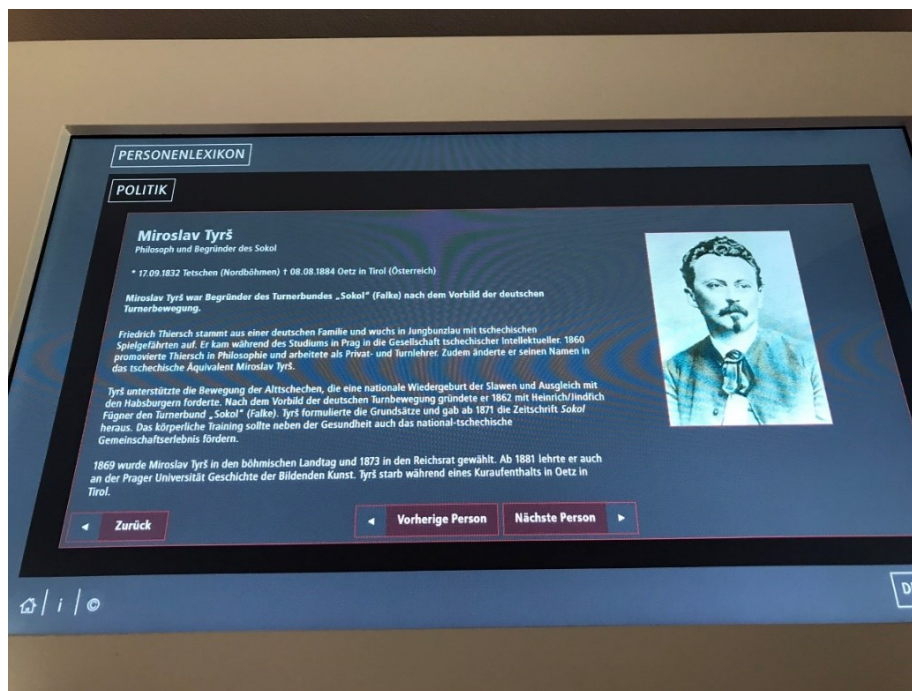 PERSONENLEXIKON
POLITIK
Miroslav Tyrš
Philosoph und Begründer des Sokol
* 17.09.1832 Tetschen (Nordböhmen) † 08.08.1884 Oetz in Tirol (Österreich)
Miroslav Tyrš war Begründer des Turnerbundes „Sokol“ (Falke) nach dem Vorbild der deutschen
Turnerbewegung.
Friedrich Thiersch stammt aus einer deutschen Familie und wuchs in Jungbunzlau mit tschechischen
Spielgefährten auf. Er kam während des Studiums in Prag in die Gesellschaft tschechischer Intellektueller. 1860
promovierte Thiersch in Philosophie und arbeitete als Privat- und Turnlehrer. Zudem änderte er seinen Namen in
das tschechische Äquivalent Miroslav Tyrš.
Tyrš unterstützte die Bewegung der Alttschechen, die eine nationale Wiedergeburt der Slawen und Ausgleich mit
den Habsburgern forderte. Nach dem Vorbild der deutschen Turnbewegung gründete er 1862 mit Heinrich/Jindřich
Fügner den Turnerbund „Sokol“ (Falke). Tyrš formulierte die Grundsätze und gab ab 1871 die Zeitschrift Sokol
heraus. Das körperliche Training sollte neben der Gesundheit auch das national-tschechische
Gemeinschaftserlebnis fördern.
1869 wurde Miroslav Tyrš in den böhmischen Landtag und 1873 in den Reichsrat gewählt. Ab 1881 lehrte er auch
an der Prager Universität Geschichte der Bildenden Kunst. Tyrš starb während eines Kuraufenthalts in Oetz in
Tirol.
Zurück
Vorherige Person
Nächste Person
i ©